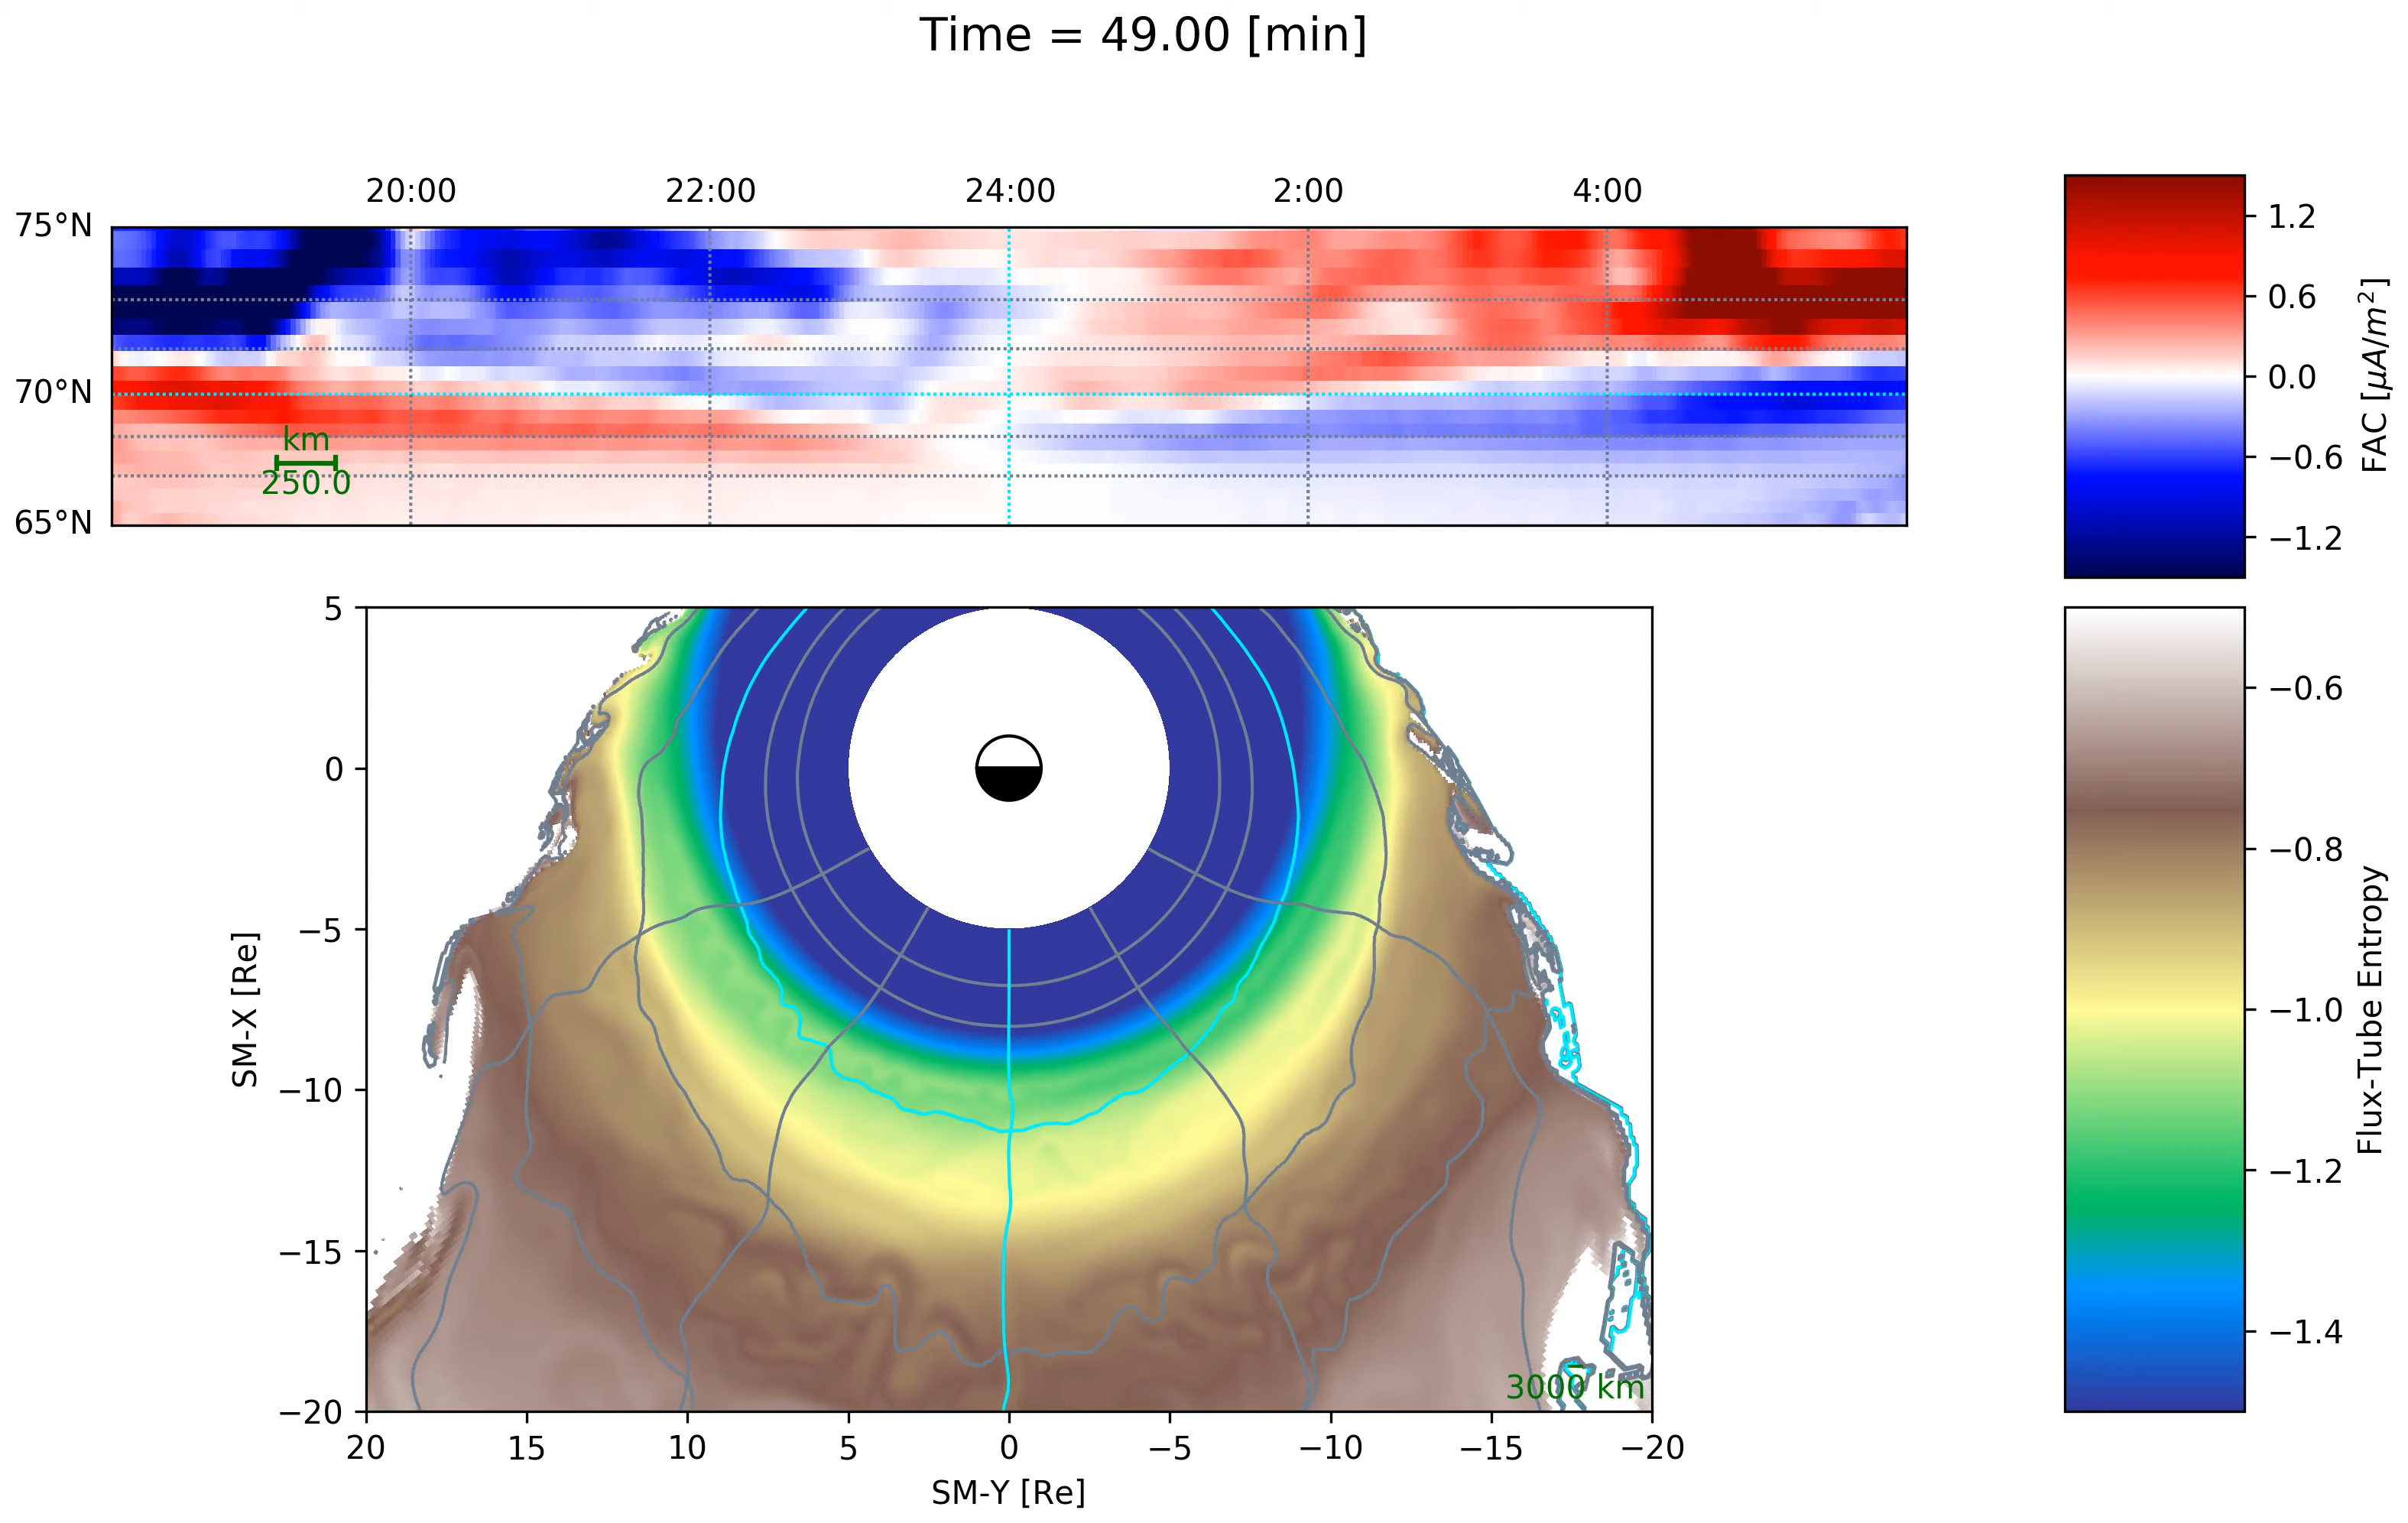 Time = 49.00 [min]
20:00 22:00 24:00 2:00 4:00
75°N
70°N
65°N
km
250.0
1.2
0.6
0.0
−0.6
−1.2
FAC [μA/m²]
5
0
−5
−10
−15
−20
SM-X [Re]
3000 km
20 15 10 5 0 −5 −10 −15 −20
SM-Y [Re]
−0.6
−0.8
−1.0
−1.2
−1.4
Flux-Tube Entropy